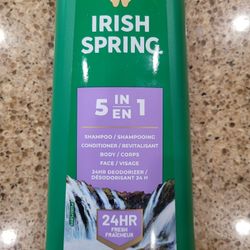 IRISH
SPRING
5 IN EN 1
SHAMPOO / SHAMPOOING
CONDITIONER / REVITALISANT
BODY / CORPS
FACE / VISAGE
24HR DEODORIZER /
DÉSODORISANT 24 H
24HR
FRESH
FRAÎCHEUR